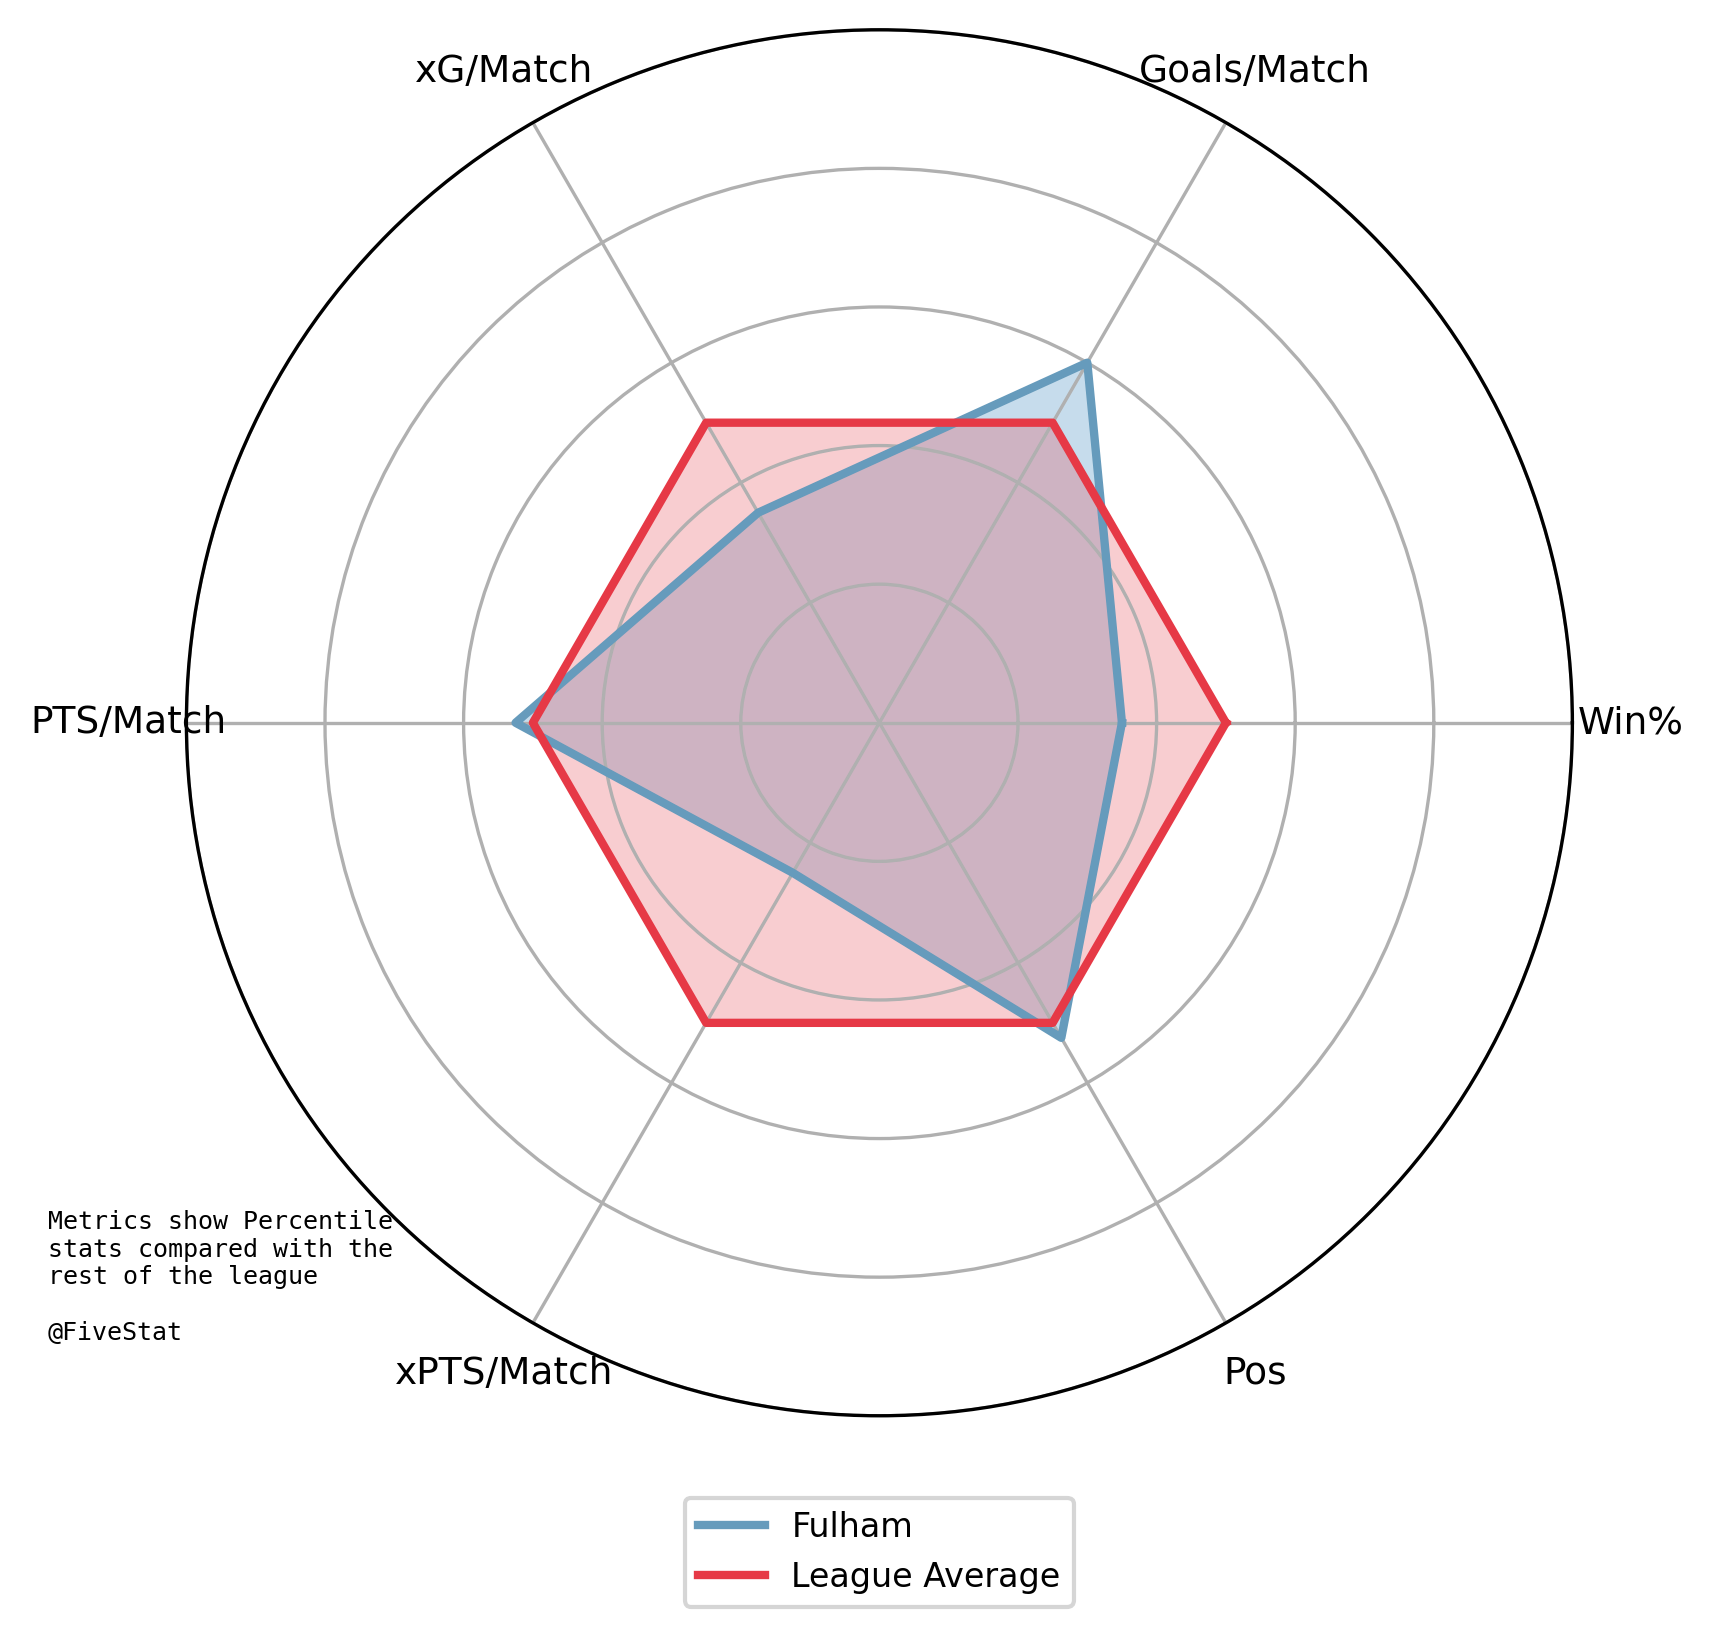 xG/Match
Goals/Match
PTS/Match
Win%
Metrics show Percentile
stats compared with the
rest of the league
@FiveStat
xPTS/Match
Pos
Fulham
League Average